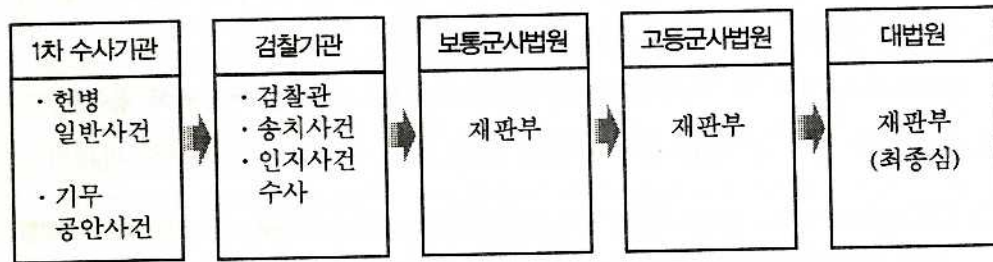 1차 수사기관
· 헌병
일반사건
· 기무
공안사건
검찰기관
· 검찰관
· 송치사건
· 인지사건
수사
보통군사법원
재판부
고등군사법원
재판부
대법원
재판부
(최종심)